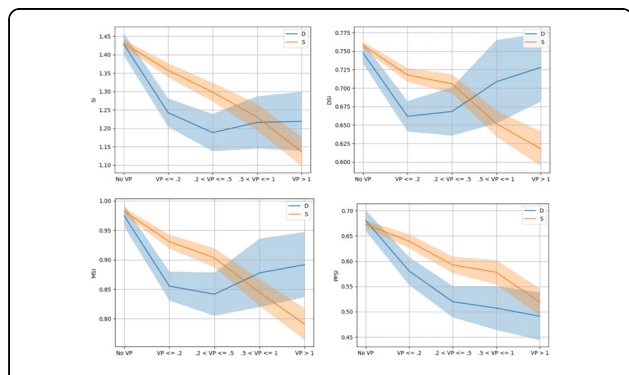 1.45
1.40
1.35
1.30
1.25
1.20
1.15
1.10
SI
D
S
No VP
VP <= .2
.2 < VP <= .5
.5 < VP <= 1
VP > 1
0.775
0.750
0.725
0.700
0.675
0.650
0.625
0.600
DSI
D
S
No VP
VP <= .2
.2 < VP <= .5
.5 < VP <= 1
VP > 1
1.00
0.95
0.90
0.85
0.80
MSI
D
S
No VP
VP <= .2
.2 < VP <= .5
.5 < VP <= 1
VP > 1
0.70
0.65
0.60
0.55
0.50
0.45
PPSI
D
S
No VP
VP <= .2
.2 < VP <= .5
.5 < VP <= 1
VP > 1